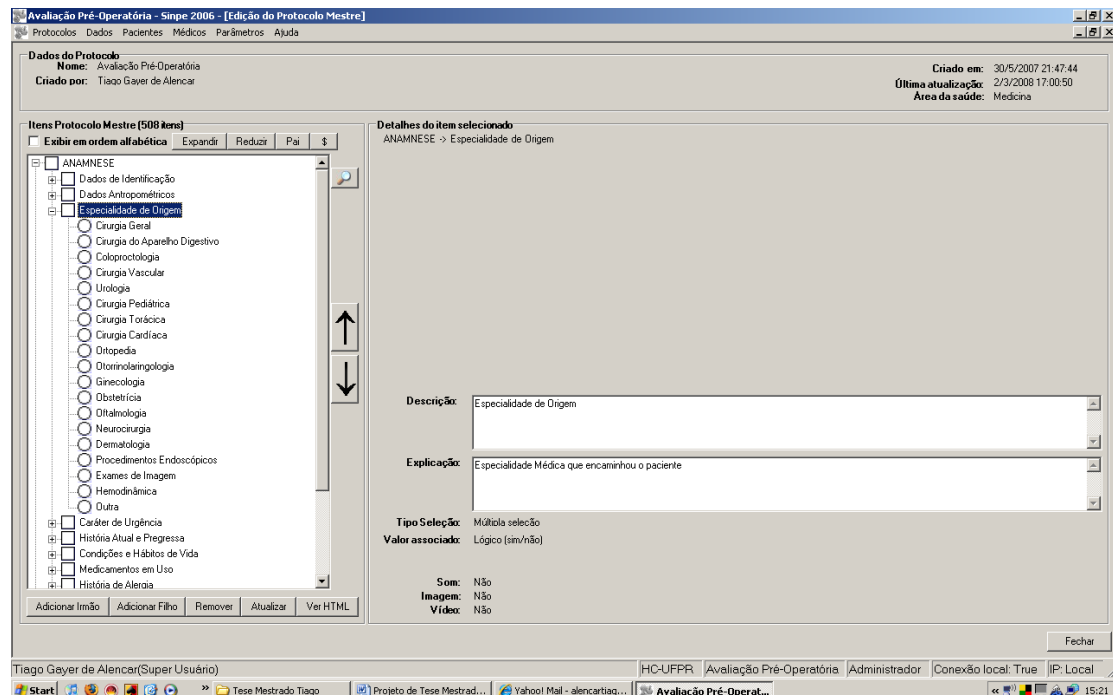 Avaliação Pré-Operatória - Sinpe 2006 - [Edição do Protocolo Mestre]
Protocolos Dados Pacientes Médicos Parâmetros Ajuda
Dados do Protocolo
Nome: Avaliação Pré-Operatória
Criado por: Tiago Gayer de Alencar
Criado em: 30/5/2007 21:47:44
Última atualização: 2/3/2008 17:00:50
Área da saúde: Medicina
Itens Protocolo Mestre (508 itens)
Exibir em ordem alfabética Expandir Reduzir Pai $
ANAMNESE
Dados de Identificação
Dados Antropométricos
Especialidade de Origem
Cirurgia Geral
Cirurgia do Aparelho Digestivo
Coloproctologia
Cirurgia Vascular
Urologia
Cirurgia Pediátrica
Cirurgia Torácica
Cirurgia Cardíaca
Ortopedia
Otorrinolaringologia
Ginecologia
Obstetrícia
Oftalmologia
Neurocirurgia
Dermatologia
Procedimentos Endoscópicos
Exames de Imagem
Hemodinâmica
Outra
Caráter de Urgência
História Atual e Pregressa
Condições e Hábitos de Vida
Medicamentos em Uso
História de Alergia
Adicionar Irmão Adicionar Filho Remover Atualizar Ver HTML
Detalhes do item selecionado
ANAMNESE -> Especialidade de Origem
Descrição: Especialidade de Origem
Explicação: Especialidade Médica que encaminhou o paciente
Tipo Seleção: Múltipla selecão
Valor associado: Lógico (sim/não)
Som: Não
Imagem: Não
Vídeo: Não
Fechar
Tiago Gayer de Alencar(Super Usuário) HC-UFPR Avaliação Pré-Operatória Administrador Conexão local: True IP: Local
Start » Tese Mestrado Tiago Projeto de Tese Mestrad... Yahoo! Mail - alencartiag... Avaliação Pré-Operat... « 15:21